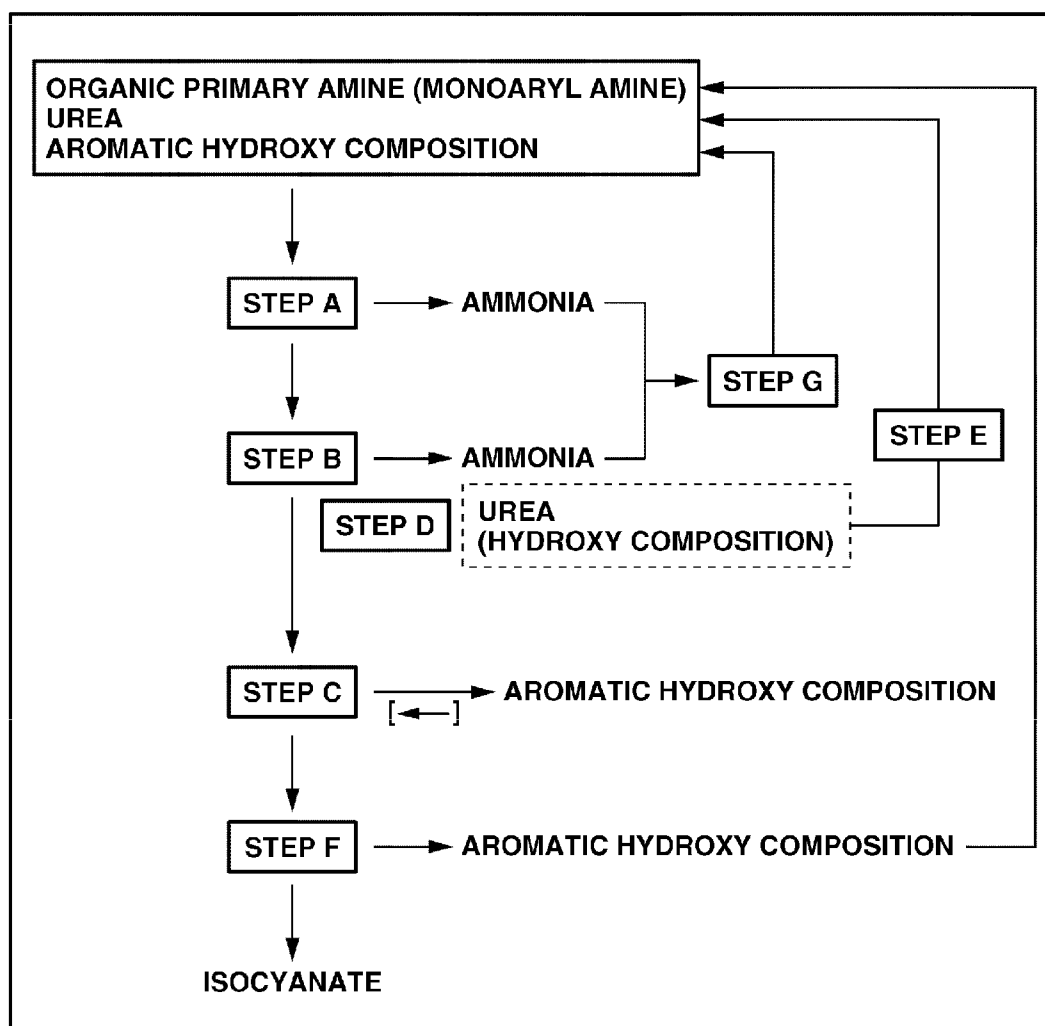 ORGANIC PRIMARY AMINE (MONOARYL AMINE)
UREA
AROMATIC HYDROXY COMPOSITION
STEP A
AMMONIA
STEP G
STEP E
STEP B
AMMONIA
STEP D
UREA
(HYDROXY COMPOSITION)
STEP C
AROMATIC HYDROXY COMPOSITION
[ ]
STEP F
AROMATIC HYDROXY COMPOSITION
ISOCYANATE